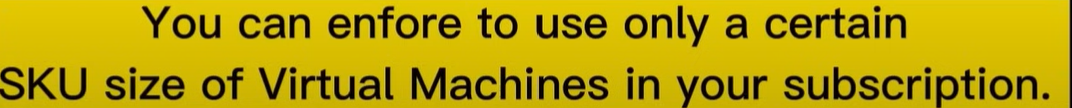 You can enfore to use only a certain
SKU size of Virtual Machines in your subscription.